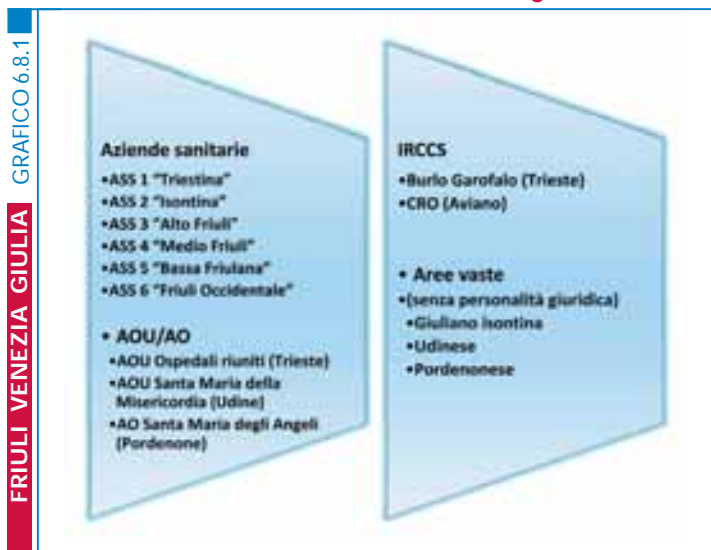 GRAFICO 6.8.1
FRIULI VENEZIA GIULIA
Aziende sanitarie
•ASS 1 "Triestina"
•ASS 2 "Isontina"
•ASS 3 "Alto Friuli"
•ASS 4 "Medio Friuli"
•ASS 5 "Bassa Friulana"
•ASS 6 "Friuli Occidentale"
• AOU/AO
•AOU Ospedali riuniti (Trieste)
•AOU Santa Maria della
Misericordia (Udine)
•AO Santa Maria degli Angeli
(Pordenone)
IRCCS
•Burlo Garofalo (Trieste)
•CRO (Aviano)
• Aree vaste
•(senza personalità giuridica)
•Giuliano isontina
•Udinese
•Pordenonese